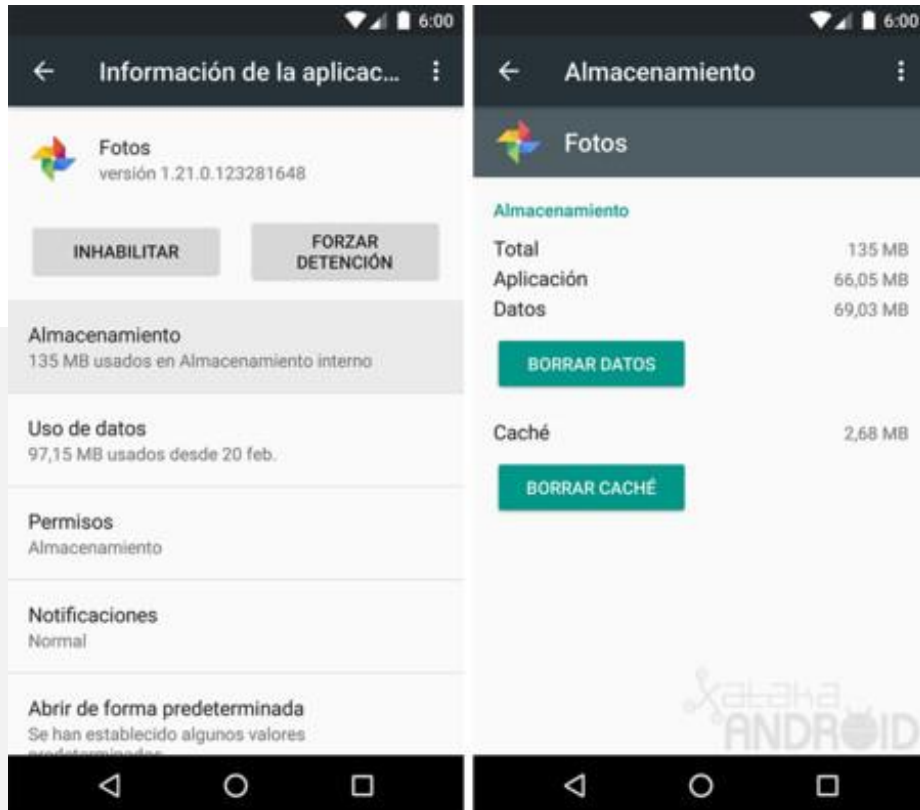 6:00
Información de la aplicac...
Fotos
versión 1.21.0.123281648
INHABILITAR
FORZAR
DETENCIÓN
Almacenamiento
135 MB usados en Almacenamiento interno
Uso de datos
97,15 MB usados desde 20 feb.
Permisos
Almacenamiento
Notificaciones
Normal
Abrir de forma predeterminada
Se han establecido algunos valores
predeterminados
6:00
Almacenamiento
Fotos
Almacenamiento
Total 135 MB
Aplicación 66,05 MB
Datos 69,03 MB
BORRAR DATOS
Caché 2,68 MB
BORRAR CACHÉ
Xataka
ANDROID